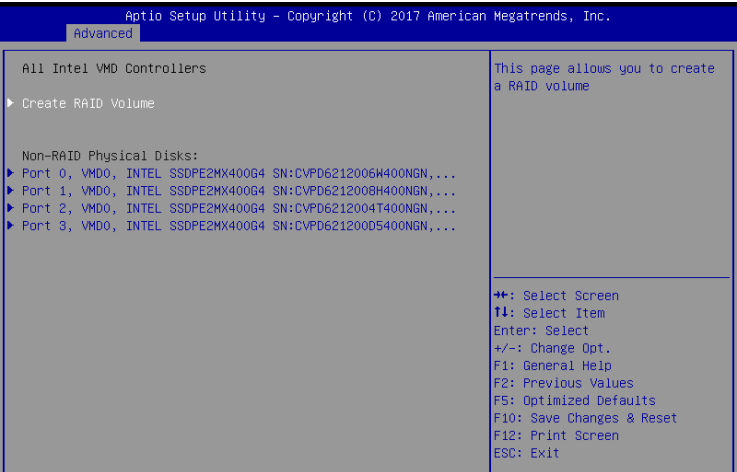 Aptio Setup Utility – Copyright (C) 2017 American Megatrends, Inc.
Advanced
All Intel VMD Controllers
Create RAID Volume
Non-RAID Physical Disks:
Port 0, VMD0, INTEL SSDPE2MX400G4 SN:CVPD6212006W400NGN,...
Port 1, VMD0, INTEL SSDPE2MX400G4 SN:CVPD6212008H400NGN,...
Port 2, VMD0, INTEL SSDPE2MX400G4 SN:CVPD6212004T400NGN,...
Port 3, VMD0, INTEL SSDPE2MX400G4 SN:CVPD621200D5400NGN,...
This page allows you to create
a RAID volume
→←: Select Screen
↑↓: Select Item
Enter: Select
+/-: Change Opt.
F1: General Help
F2: Previous Values
F5: Optimized Defaults
F10: Save Changes & Reset
F12: Print Screen
ESC: Exit